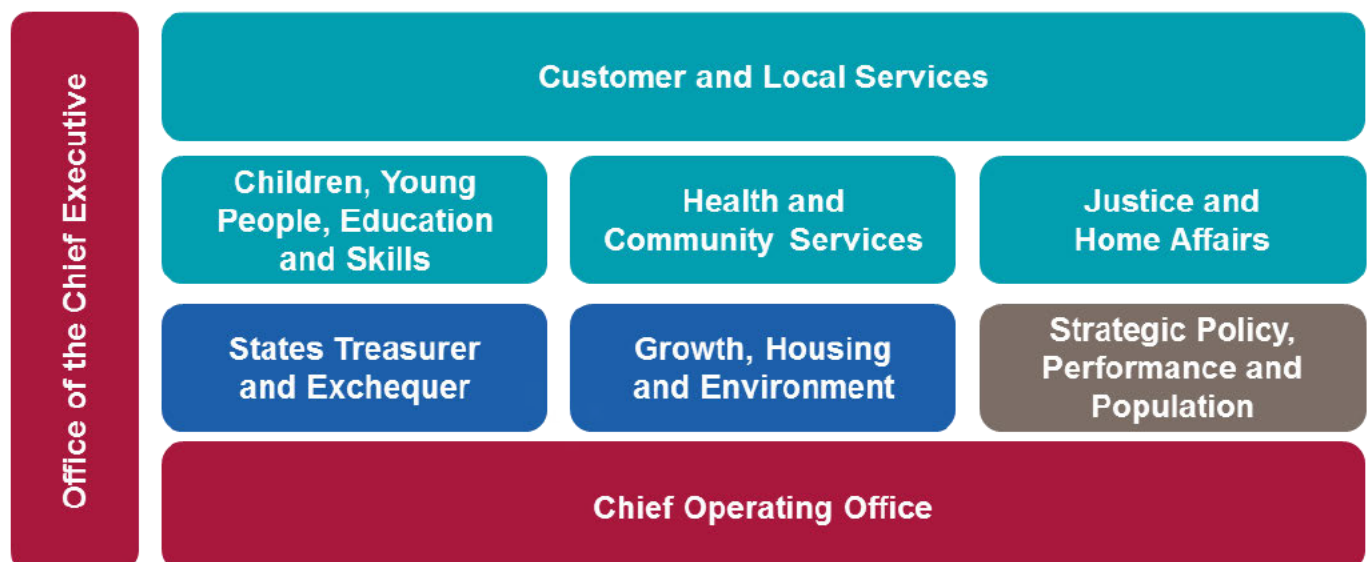 Office of the Chief Executive
Customer and Local Services
Children, Young
People, Education
and Skills
Health and
Community Services
Justice and
Home Affairs
States Treasurer
and Exchequer
Growth, Housing
and Environment
Strategic Policy,
Performance and
Population
Chief Operating Office